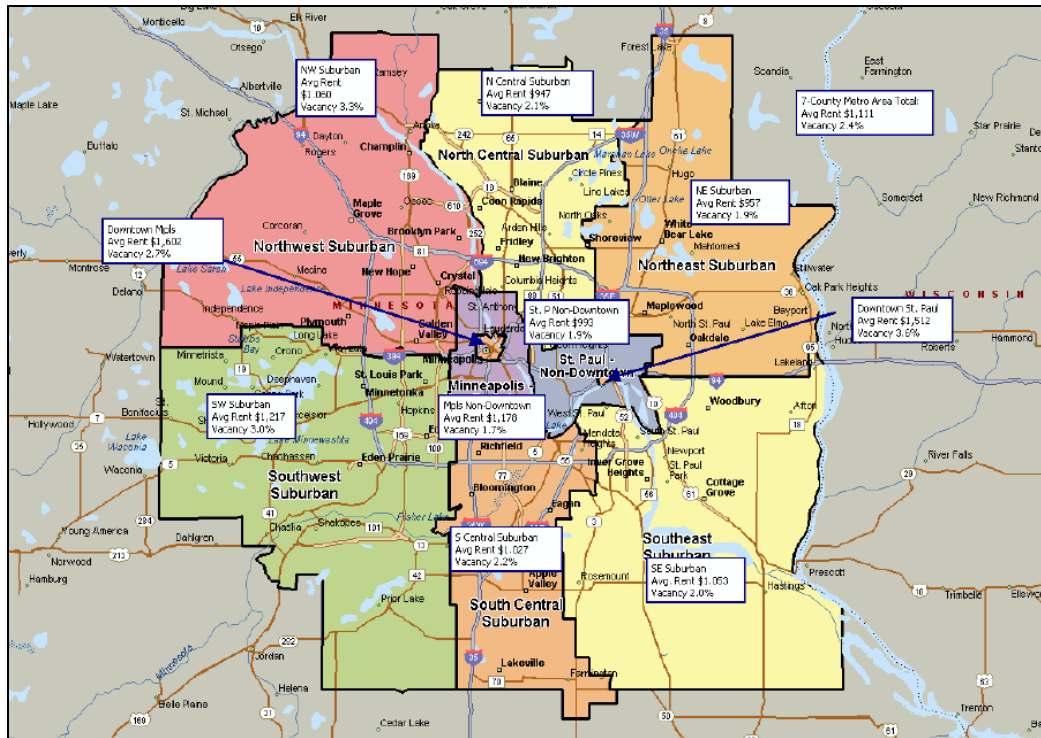 Monticello
Elk River
Otsego
Albertville
Maple Lake
St. Michael
Buffalo
Dayton
Rogers
Champlin
NW Suburban
Avg Rent
$1,060
Vacancy 3.3%
Ramsey
N Central Suburban
Avg Rent
$947
Vacancy 2.1%
Forest Lake
Scandia
East
Farmington
7-County Metro Area Total:
Avg Rent $1,111
Vacancy 2.4%
Star Prairie
North Central Suburban
Circle Pines
Lino Lakes
Hugo
Blaine
Coon Rapids
Maple
Grove
Osseo
Brooklyn Park
Corcoran
Northwest Suburban
North Oaks
Arden Hills
Shoreview
Fridley
New Brighton
Columbia Heights
NE Suburban
Avg Rent $957
Vacancy 1.9%
White
Bear Lake
Mahtomedi
Northeast Suburban
Somerset
New Richmond
Stillwater
Oak Park Heights
Bayport
Downtown Mpls
Avg Rent $1,602
Vacancy 2.7%
Montrose
Delano
Lake Sarah
Medina
Lake Independence
Independence
New Hope
Crystal
MINNESOTA
Plymouth
Long Lake
Golden
Valley
St. Anthony
Minneapolis
St. P Non-Downtown
Avg Rent $993
Vacancy 1.9%
Maplewood
North St. Paul
Lake Elmo
Oakdale
Downtown St. Paul
Avg Rent $1,512
Vacancy 3.6%
WISCONSIN
Roberts
Hammond
Lakeland
St. Paul -
Non-Downtown
Watertown
Minnetrista
Orono
Mound
Deephaven
St. Louis Park
Minnetonka
Hopkins
Minneapolis -
SW Suburban
Avg Rent $1,217
Vacancy 3.0%
Mpls Non-Downtown
Avg Rent $1,178
Vacancy 1.7%
West St. Paul
Woodbury
Afton
Hollywood
Lake
Waconia
Waconia
Victoria
Lake Minnewashta
Chanhassen
Eden Prairie
Richfield
Mendota
Heights
Inver Grove
Heights
Newport
St. Paul
Park
Cottage
Grove
River Falls
Southwest
Suburban
Bloomington
Eagan
Young America
Norwood
Dahlgren
Hamburg
Chaska
Shakopee
Fisher Lake
S Central Suburban
Avg Rent $1,027
Vacancy 2.2%
Southeast
Suburban
SE Suburban
Avg. Rent $1,053
Vacancy 2.0%
Apple
Valley
Rosemount
Hastings
Prescott
Trimbelle
Prior Lake
South Central
Suburban
Jordan
Minnesota
Lakeville
Farmington
Helena
Belle Plaine
Cedar Lake
Trenton